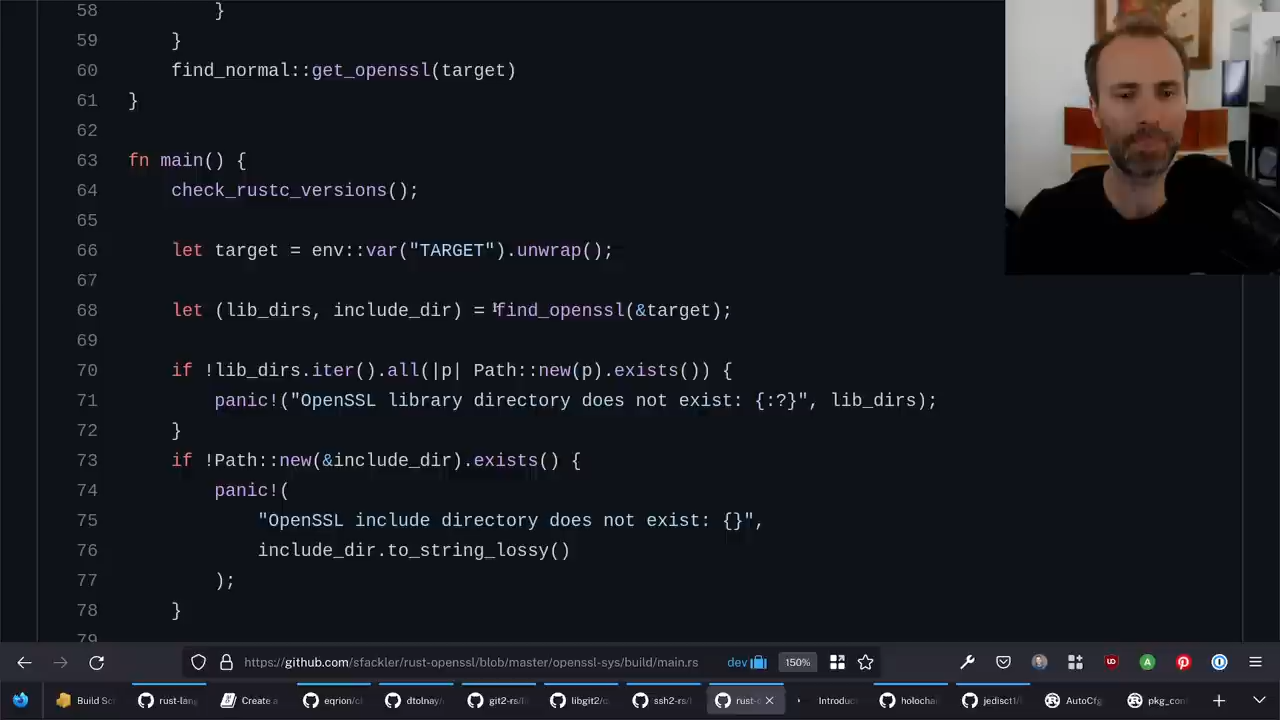 58 }
59 }
60 find_normal::get_openssl(target)
61 }
62
63 fn main() {
64 check_rustc_versions();
65
66 let target = env::var("TARGET").unwrap();
67
68 let (lib_dirs, include_dir) = find_openssl(&target);
69
70 if !lib_dirs.iter().all(|p| Path::new(p).exists()) {
71 panic!("OpenSSL library directory does not exist: {:?}", lib_dirs);
72 }
73 if !Path::new(&include_dir).exists() {
74 panic!(
75 "OpenSSL include directory does not exist: {}",
76 include_dir.to_string_lossy()
77 );
78 }
79
https://github.com/sfackler/rust-openssl/blob/master/openssl-sys/build/main.rs dev 150%
Build Sc rust-lang Create a eqrion/cl dtolnay/ git2-rs/l libgit2/c ssh2-rs/l rust-o Introduc holochai jedisct1/l AutoCfg pkg_con